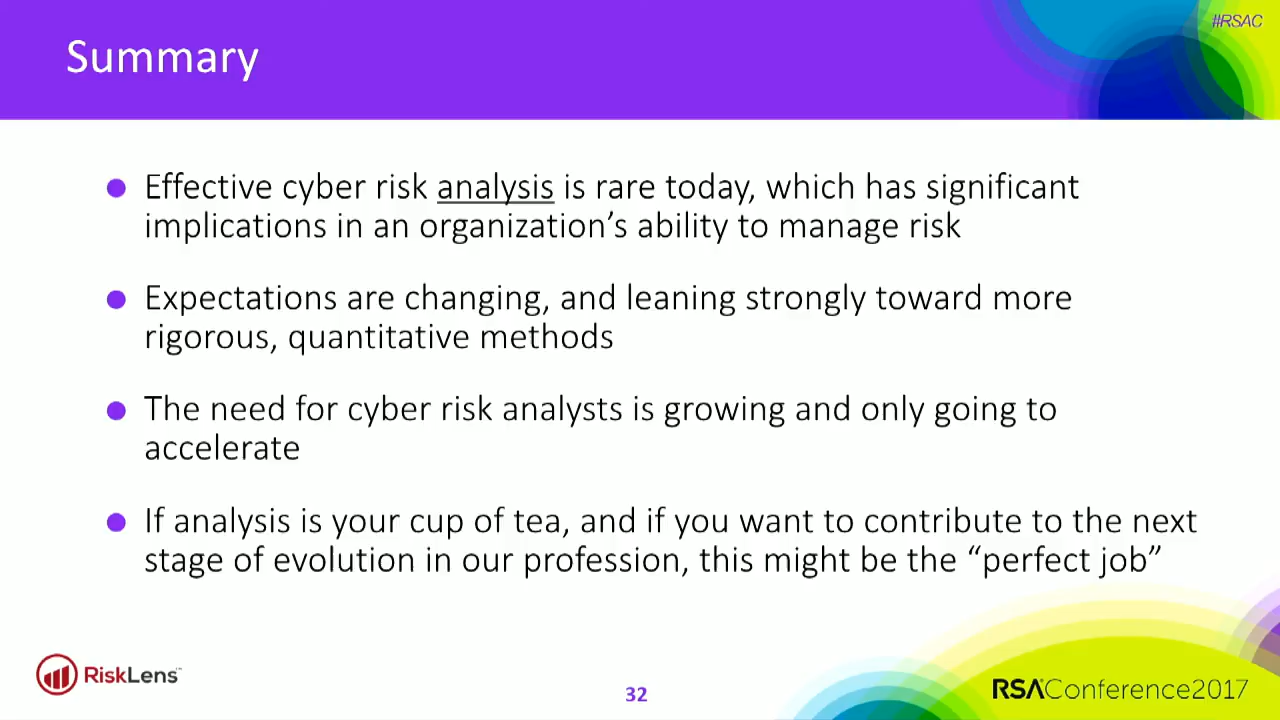 #RSAC
Summary
Effective cyber risk analysis is rare today, which has significant
implications in an organization’s ability to manage risk
Expectations are changing, and leaning strongly toward more
rigorous, quantitative methods
The need for cyber risk analysts is growing and only going to
accelerate
If analysis is your cup of tea, and if you want to contribute to the next
stage of evolution in our profession, this might be the “perfect job”
RiskLens™
32
RSA®Conference2017